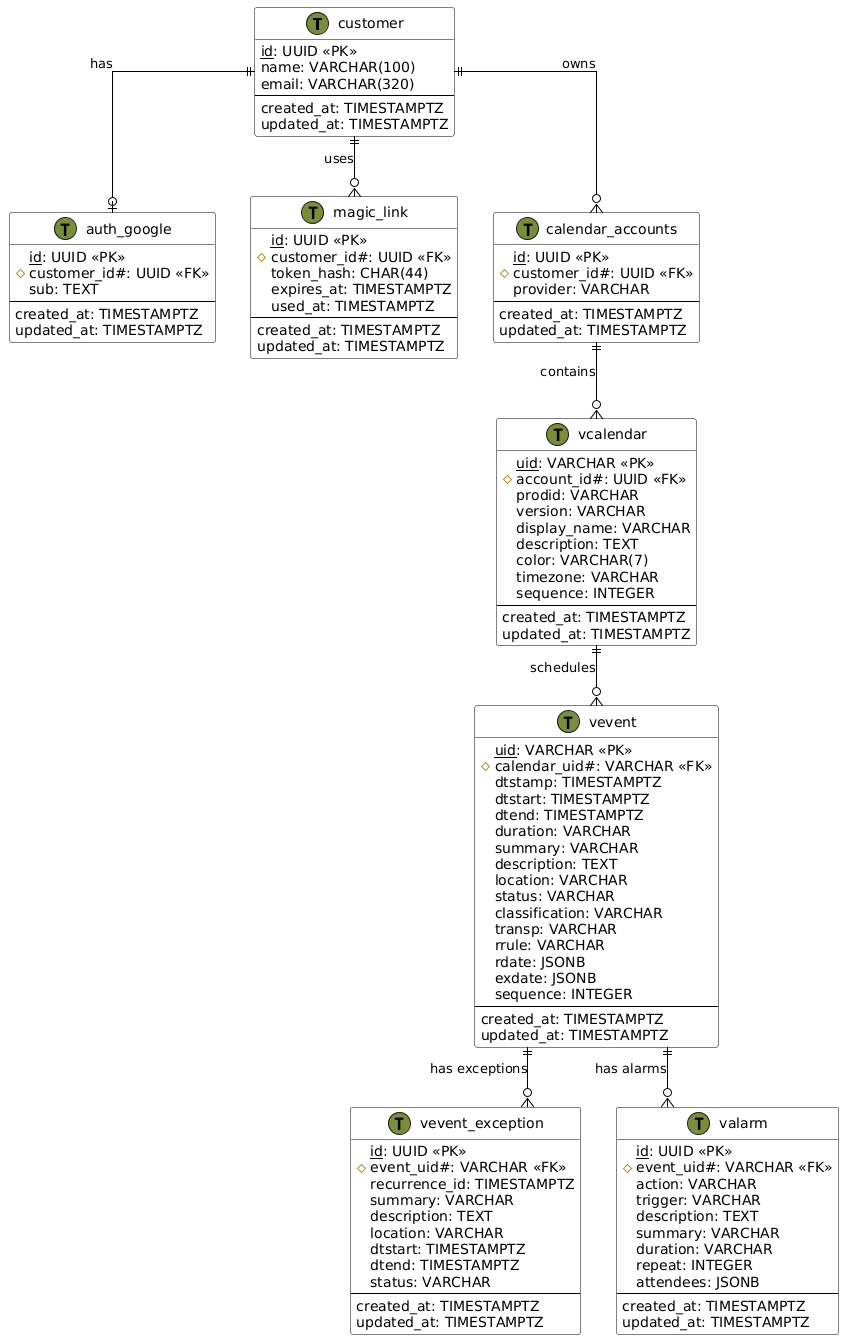 T customer
id: UUID «PK»
name: VARCHAR(100)
email: VARCHAR(320)
created_at: TIMESTAMPTZ
updated_at: TIMESTAMPTZ
has
owns
uses
T auth_google
id: UUID «PK»
customer_id#: UUID «FK»
sub: TEXT
created_at: TIMESTAMPTZ
updated_at: TIMESTAMPTZ
T magic_link
id: UUID «PK»
customer_id#: UUID «FK»
token_hash: CHAR(44)
expires_at: TIMESTAMPTZ
used_at: TIMESTAMPTZ
created_at: TIMESTAMPTZ
updated_at: TIMESTAMPTZ
T calendar_accounts
id: UUID «PK»
customer_id#: UUID «FK»
provider: VARCHAR
created_at: TIMESTAMPTZ
updated_at: TIMESTAMPTZ
contains
T vcalendar
uid: VARCHAR «PK»
account_id#: UUID «FK»
prodid: VARCHAR
version: VARCHAR
display_name: VARCHAR
description: TEXT
color: VARCHAR(7)
timezone: VARCHAR
sequence: INTEGER
created_at: TIMESTAMPTZ
updated_at: TIMESTAMPTZ
schedules
T vevent
uid: VARCHAR «PK»
calendar_uid#: VARCHAR «FK»
dtstamp: TIMESTAMPTZ
dtstart: TIMESTAMPTZ
dtend: TIMESTAMPTZ
duration: VARCHAR
summary: VARCHAR
description: TEXT
location: VARCHAR
status: VARCHAR
classification: VARCHAR
transp: VARCHAR
rrule: VARCHAR
rdate: JSONB
exdate: JSONB
sequence: INTEGER
created_at: TIMESTAMPTZ
updated_at: TIMESTAMPTZ
has exceptions
has alarms
T vevent_exception
id: UUID «PK»
event_uid#: VARCHAR «FK»
recurrence_id: TIMESTAMPTZ
summary: VARCHAR
description: TEXT
location: VARCHAR
dtstart: TIMESTAMPTZ
dtend: TIMESTAMPTZ
status: VARCHAR
created_at: TIMESTAMPTZ
updated_at: TIMESTAMPTZ
T valarm
id: UUID «PK»
event_uid#: VARCHAR «FK»
action: VARCHAR
trigger: VARCHAR
description: TEXT
summary: VARCHAR
duration: VARCHAR
repeat: INTEGER
attendees: JSONB
created_at: TIMESTAMPTZ
updated_at: TIMESTAMPTZ